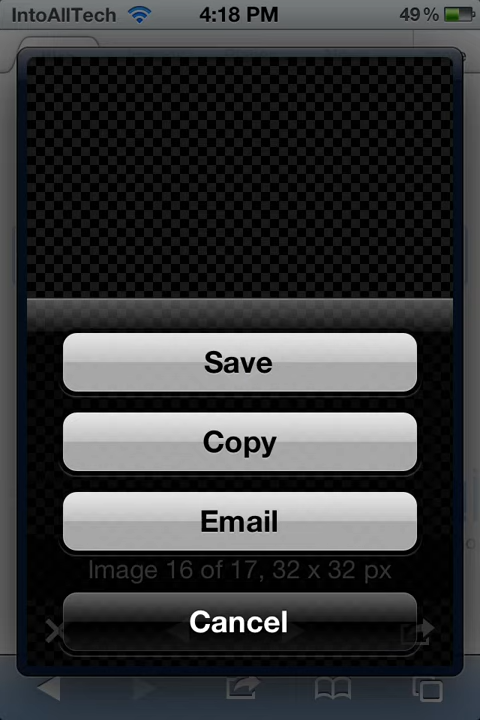 IntoAllTech 4:18 PM 49%
Save
Copy
Email
Image 16 of 17, 32 x 32 px
Cancel